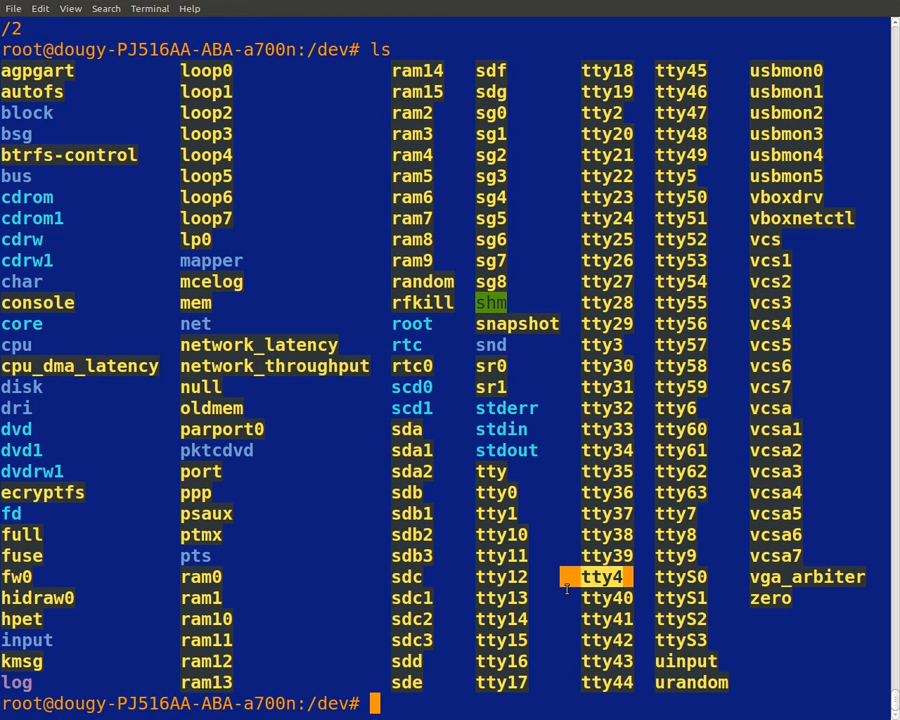 File Edit View Search Terminal Help
/2
root@dougy-PJ516AA-ABA-a700n:/dev# ls
agpgart loop0 ram14 sdf tty18 tty45 usbmon0
autofs loop1 ram15 sdg tty19 tty46 usbmon1
block loop2 ram2 sg0 tty2 tty47 usbmon2
bsg loop3 ram3 sg1 tty20 tty48 usbmon3
btrfs-control loop4 ram4 sg2 tty21 tty49 usbmon4
bus loop5 ram5 sg3 tty22 tty5 usbmon5
cdrom loop6 ram6 sg4 tty23 tty50 vboxdrv
cdrom1 loop7 ram7 sg5 tty24 tty51 vboxnetctl
cdrw lp0 ram8 sg6 tty25 tty52 vcs
cdrw1 mapper ram9 sg7 tty26 tty53 vcs1
char mcelog random sg8 tty27 tty54 vcs2
console mem rfkill shm tty28 tty55 vcs3
core net root snapshot tty29 tty56 vcs4
cpu network_latency rtc snd tty3 tty57 vcs5
cpu_dma_latency network_throughput rtc0 sr0 tty30 tty58 vcs6
disk null scd0 sr1 tty31 tty59 vcs7
dri oldmem scd1 stderr tty32 tty6 vcsa
dvd parport0 sda stdin tty33 tty60 vcsa1
dvd1 pktcdvd sda1 stdout tty34 tty61 vcsa2
dvdrw1 port sda2 tty tty35 tty62 vcsa3
ecryptfs ppp sdb tty0 tty36 tty63 vcsa4
fd psaux sdb1 tty1 tty37 tty7 vcsa5
full ptmx sdb2 tty10 tty38 tty8 vcsa6
fuse pts sdb3 tty11 tty39 tty9 vcsa7
fw0 ram0 sdc tty12 tty4 ttyS0 vga_arbiter
hidraw0 ram1 sdc1 tty13 tty40 ttyS1 zero
hpet ram10 sdc2 tty14 tty41 ttyS2
input ram11 sdc3 tty15 tty42 ttyS3
kmsg ram12 sdd tty16 tty43 uinput
log ram13 sde tty17 tty44 urandom
root@dougy-PJ516AA-ABA-a700n:/dev#